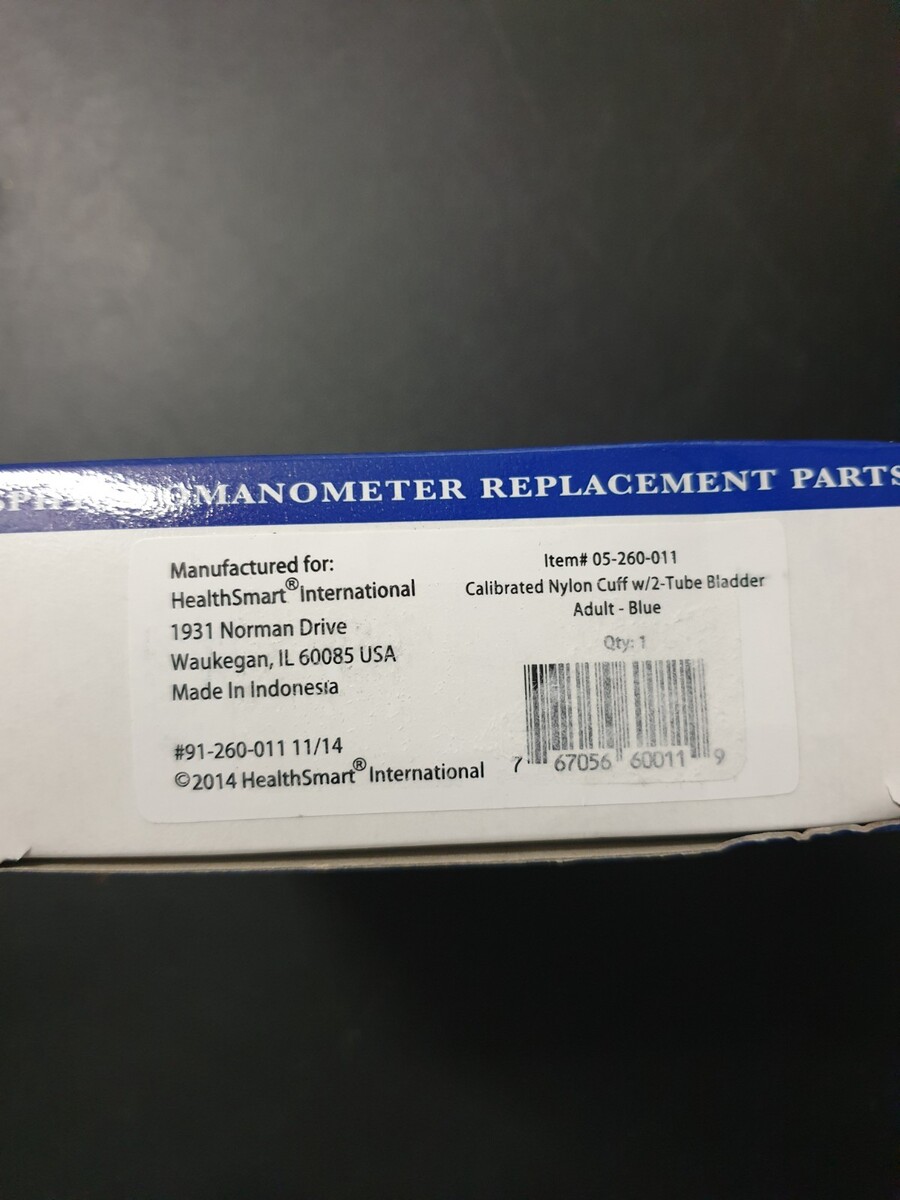 MANOMETER REPLACEMENT PARTS
Manufactured for:
HealthSmart® International
1931 Norman Drive
Waukegan, IL 60085 USA
Made In Indonesia
#91-260-011 11/14
©2014 HealthSmart® International
Item# 05-260-011
Calibrated Nylon Cuff w/2-Tube Bladder
Adult - Blue
Qty: 1
7 67056 60011 9